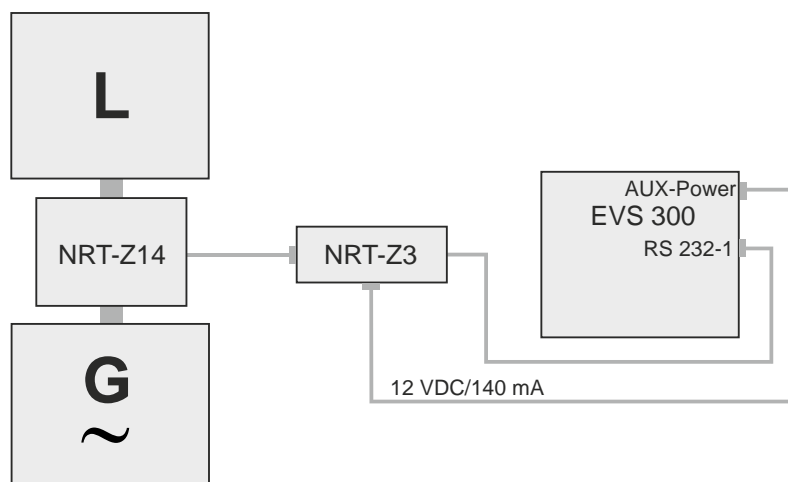 L
NRT-Z14
G
~
NRT-Z3
AUX-Power
EVS 300
RS 232-1
12 VDC/140 mA